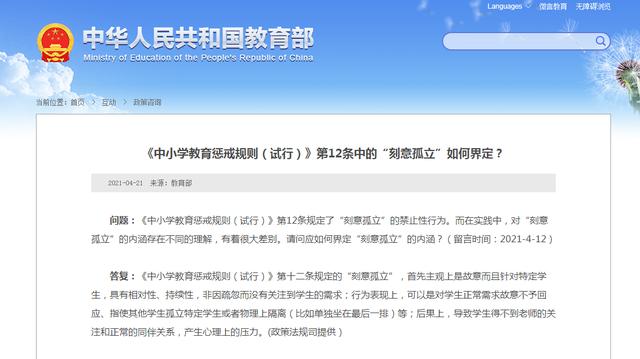 Languages 微言教育 无障碍浏览
中华人民共和国教育部
Ministry of Education of the People's Republic of China
当前位置：首页 > 互动 > 政策咨询
《中小学教育惩戒规则（试行）》第12条中的“刻意孤立”如何界定？
2021-04-21 来源：教育部
问题：《中小学教育惩戒规则（试行）》第12条规定了“刻意孤立”的禁止性行为。而在实践中，对“刻意
孤立”的内涵存在不同的理解，有着很大差别。请问应如何界定“刻意孤立”的内涵？（留言时间：2021-4-12）
答复：《中小学教育惩戒规则（试行）》第十二条规定的“刻意孤立”，首先主观上是故意而且针对特定学
生，具有相对性、持续性，非因疏忽而没有关注到学生的需求；行为表现上，可以是对学生正常需求故意不予回
应、指使其他学生孤立特定学生或者物理上隔离（比如单独坐在最后一排）等；后果上，导致学生得不到老师的关
注和正常的同伴关系，产生心理上的压力。(政策法规司提供）